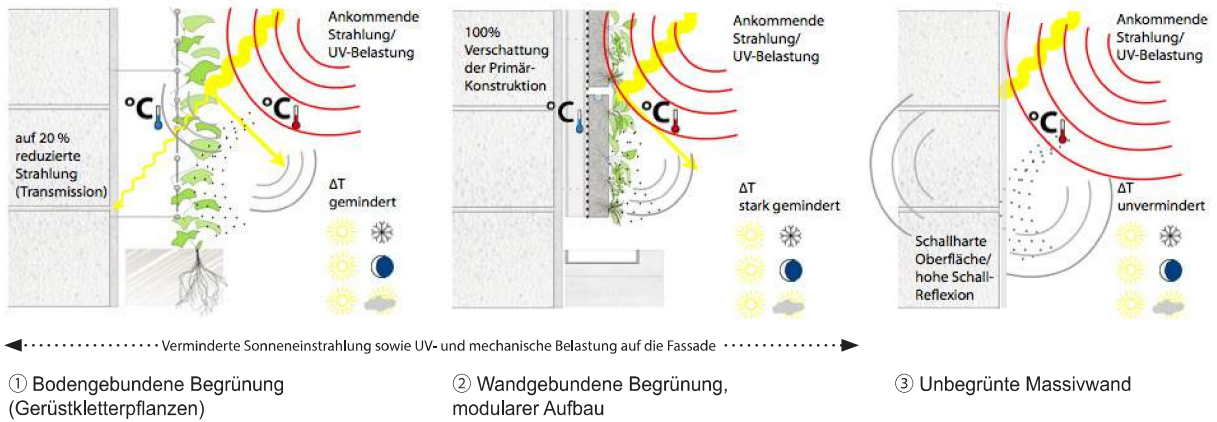 Ankommende
Strahlung/
UV-Belastung
°C
°C
auf 20 %
reduzierte
Strahlung
(Transmission)
ΔT
gemindert
100%
Verschattung
der Primär-
Konstruktion
Ankommende
Strahlung/
UV-Belastung
°C
°C
ΔT
stark gemindert
Ankommende
Strahlung/
UV-Belastung
°C
ΔT
unvermindert
Schallharte
Oberfläche/
hohe Schall-
Reflexion
Verminderte Sonneneinstrahlung sowie UV- und mechanische Belastung auf die Fassade
① Bodengebundene Begrünung
(Gerüstkletterpflanzen)
② Wandgebundene Begrünung,
modularer Aufbau
③ Unbegrünte Massivwand